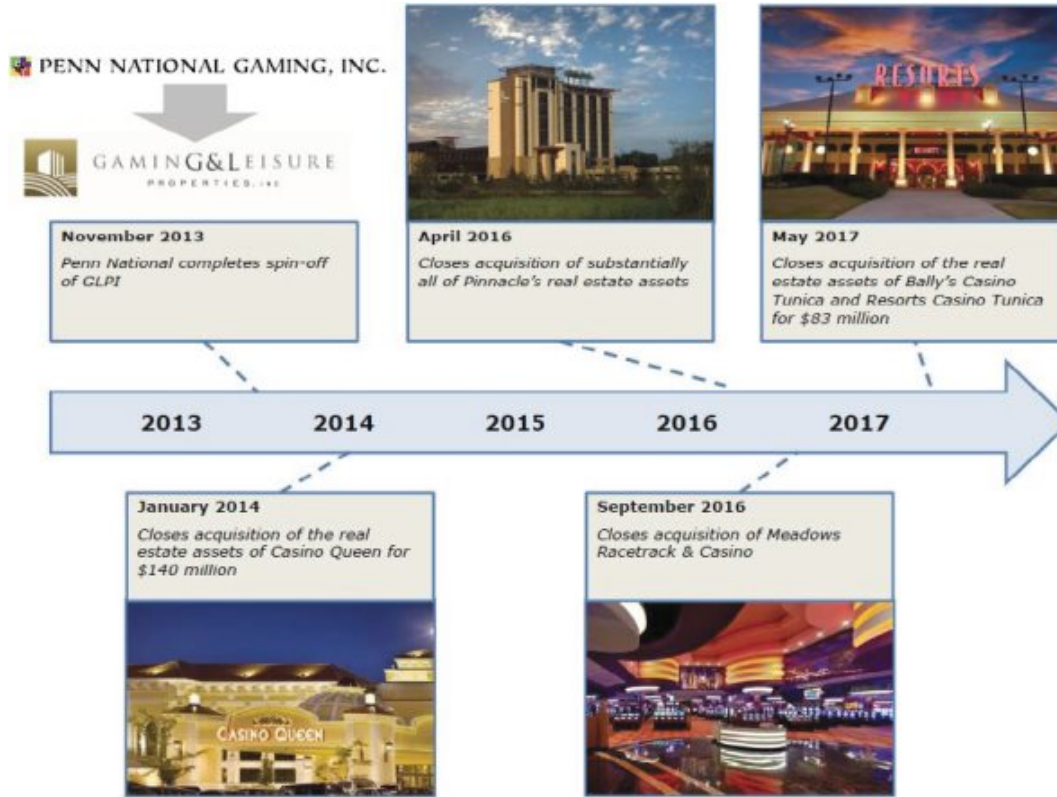 PENN NATIONAL GAMING, INC.
GAMING&LEISURE
PROPERTIES, INC
November 2013
Penn National completes spin-off
of GLPI
April 2016
Closes acquisition of substantially
all of Pinnacle's real estate assets
RESORTS
May 2017
Closes acquisition of the real
estate assets of Bally's Casino
Tunica and Resorts Casino Tunica
for $83 million
2013
2014
2015
2016
2017
January 2014
Closes acquisition of the real
estate assets of Casino Queen for
$140 million
CASINO QUEEN
September 2016
Closes acquisition of Meadows
Racetrack & Casino